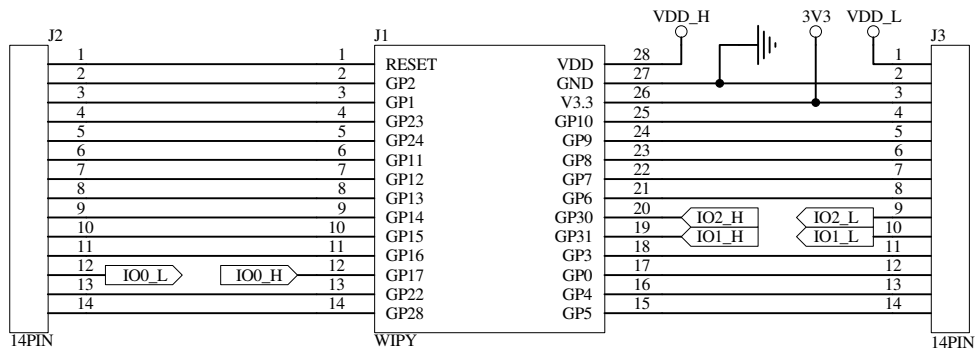 VDD_H 3V3 VDD_L
J2 J1 J3
1 1 RESET VDD 28 1
2 2 GP2 GND 27 2
3 3 GP1 V3.3 26 3
4 4 GP23 GP10 25 4
5 5 GP24 GP9 24 5
6 6 GP11 GP8 23 6
7 7 GP12 GP7 22 7
8 8 GP13 GP6 21 8
9 9 GP14 GP30 20 IO2_H IO2_L 9
10 10 GP15 GP31 19 IO1_H IO1_L 10
11 11 GP16 GP3 18 11
12 IO0_L IO0_H 12 GP17 GP0 17 12
13 13 GP22 GP4 16 13
14 14 GP28 GP5 15 14
14PIN WIPY 14PIN